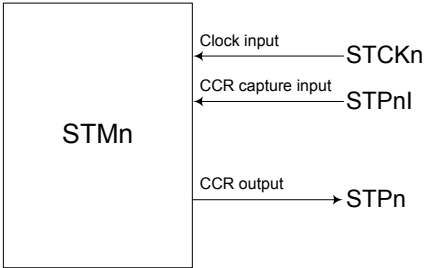 Clock input
STCKn
CCR capture input
STPnI
STMn
CCR output
STPn